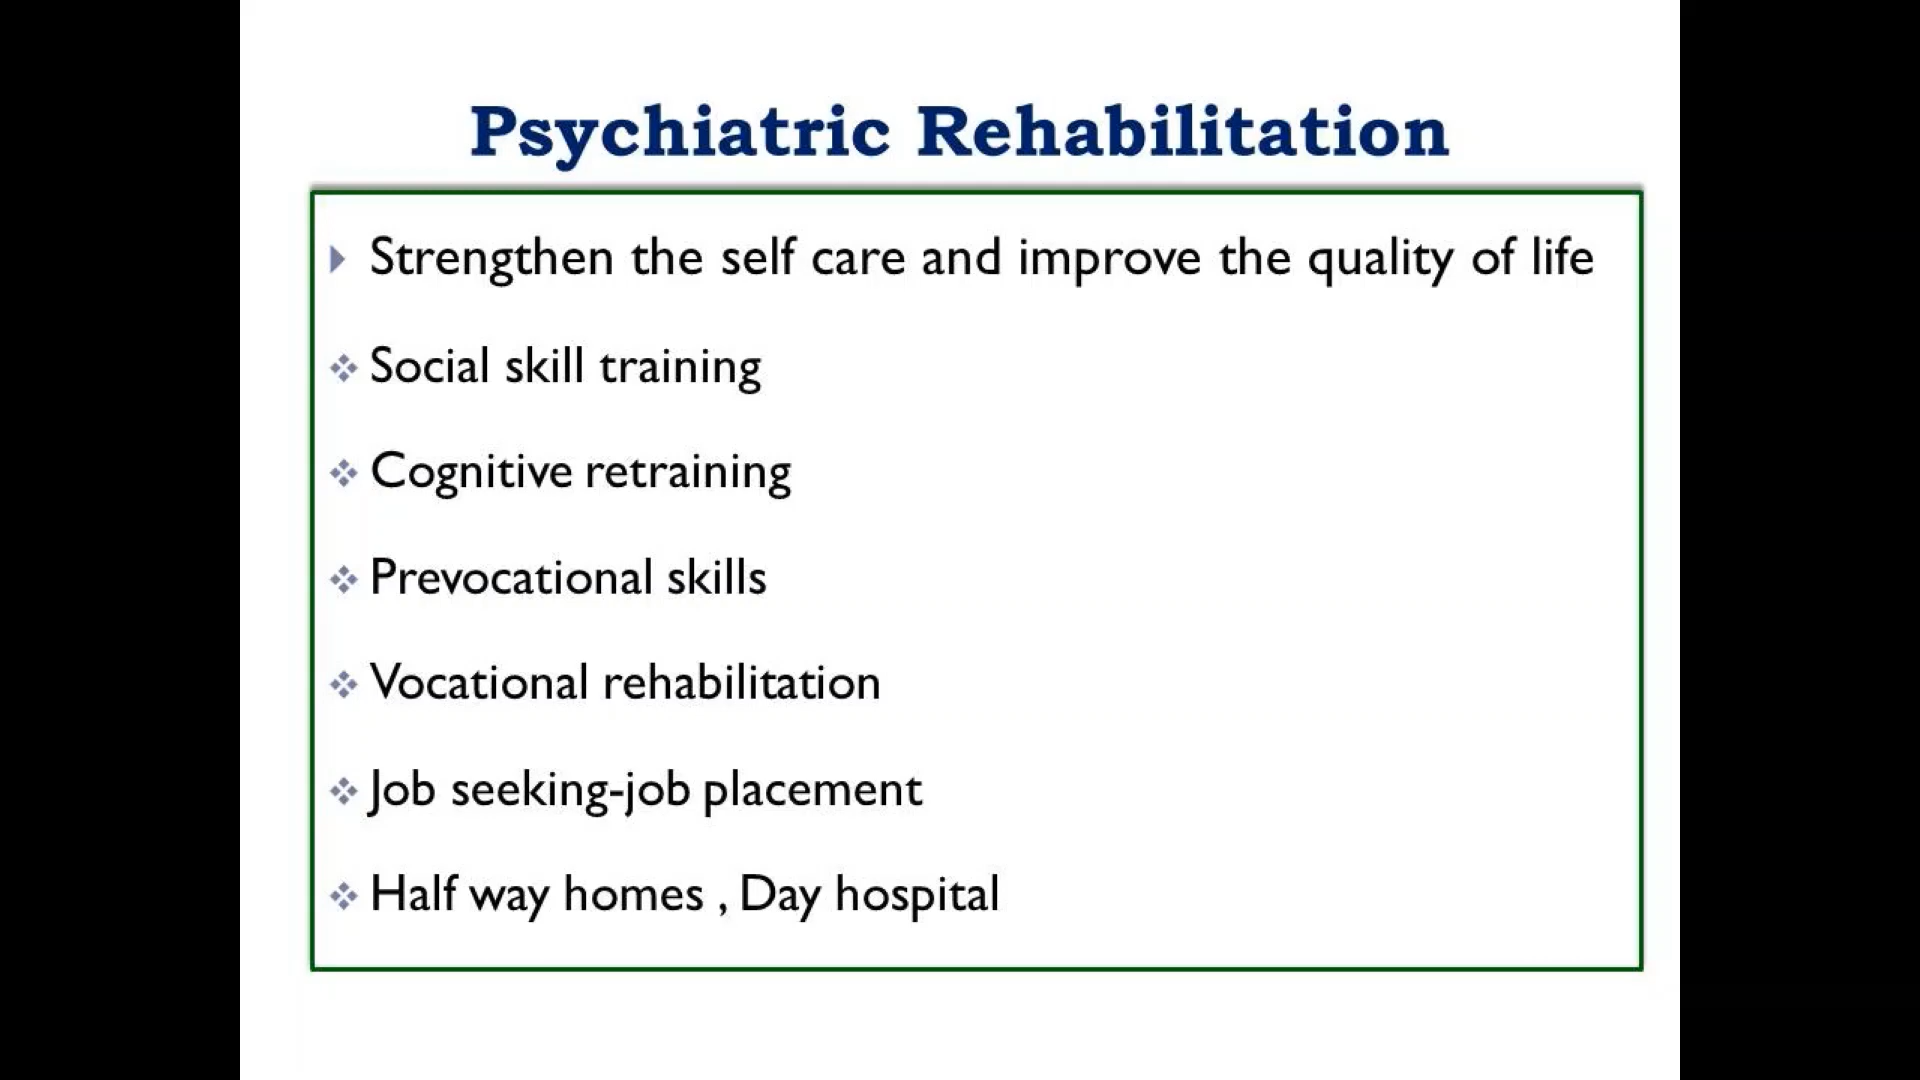 Psychiatric Rehabilitation
Strengthen the self care and improve the quality of life
Social skill training
Cognitive retraining
Prevocational skills
Vocational rehabilitation
Job seeking-job placement
Half way homes , Day hospital